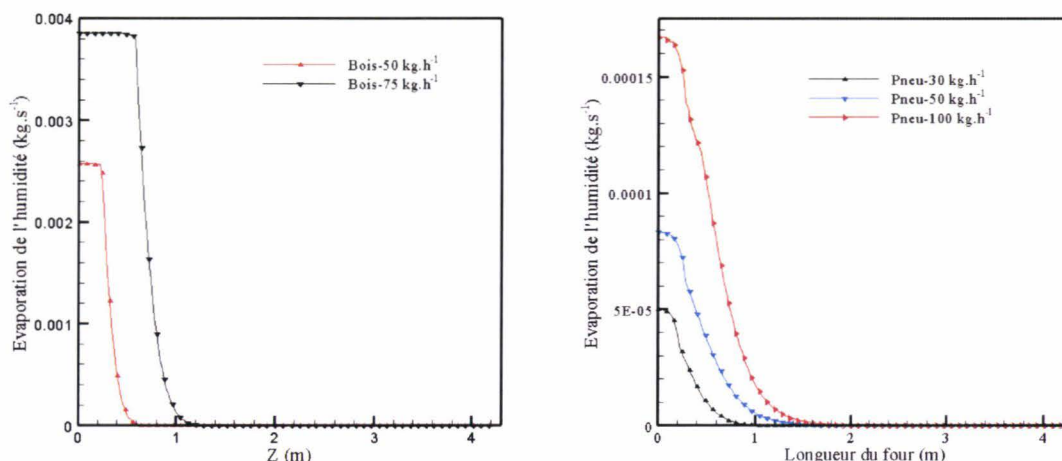 0.004
0.003
0.002
0.001
0
Evaporation de l'humidité (kg.s⁻¹)
Bois-50 kg.h⁻¹
Bois-75 kg.h⁻¹
0 1 2 3 4
Z (m)
0.00015
0.0001
5E-05
0
Evaporation de l'humidité (kg.s⁻¹)
Pneu-30 kg.h⁻¹
Pneu-50 kg.h⁻¹
Pneu-100 kg.h⁻¹
0 1 2 3 4
Longueur du four (m)